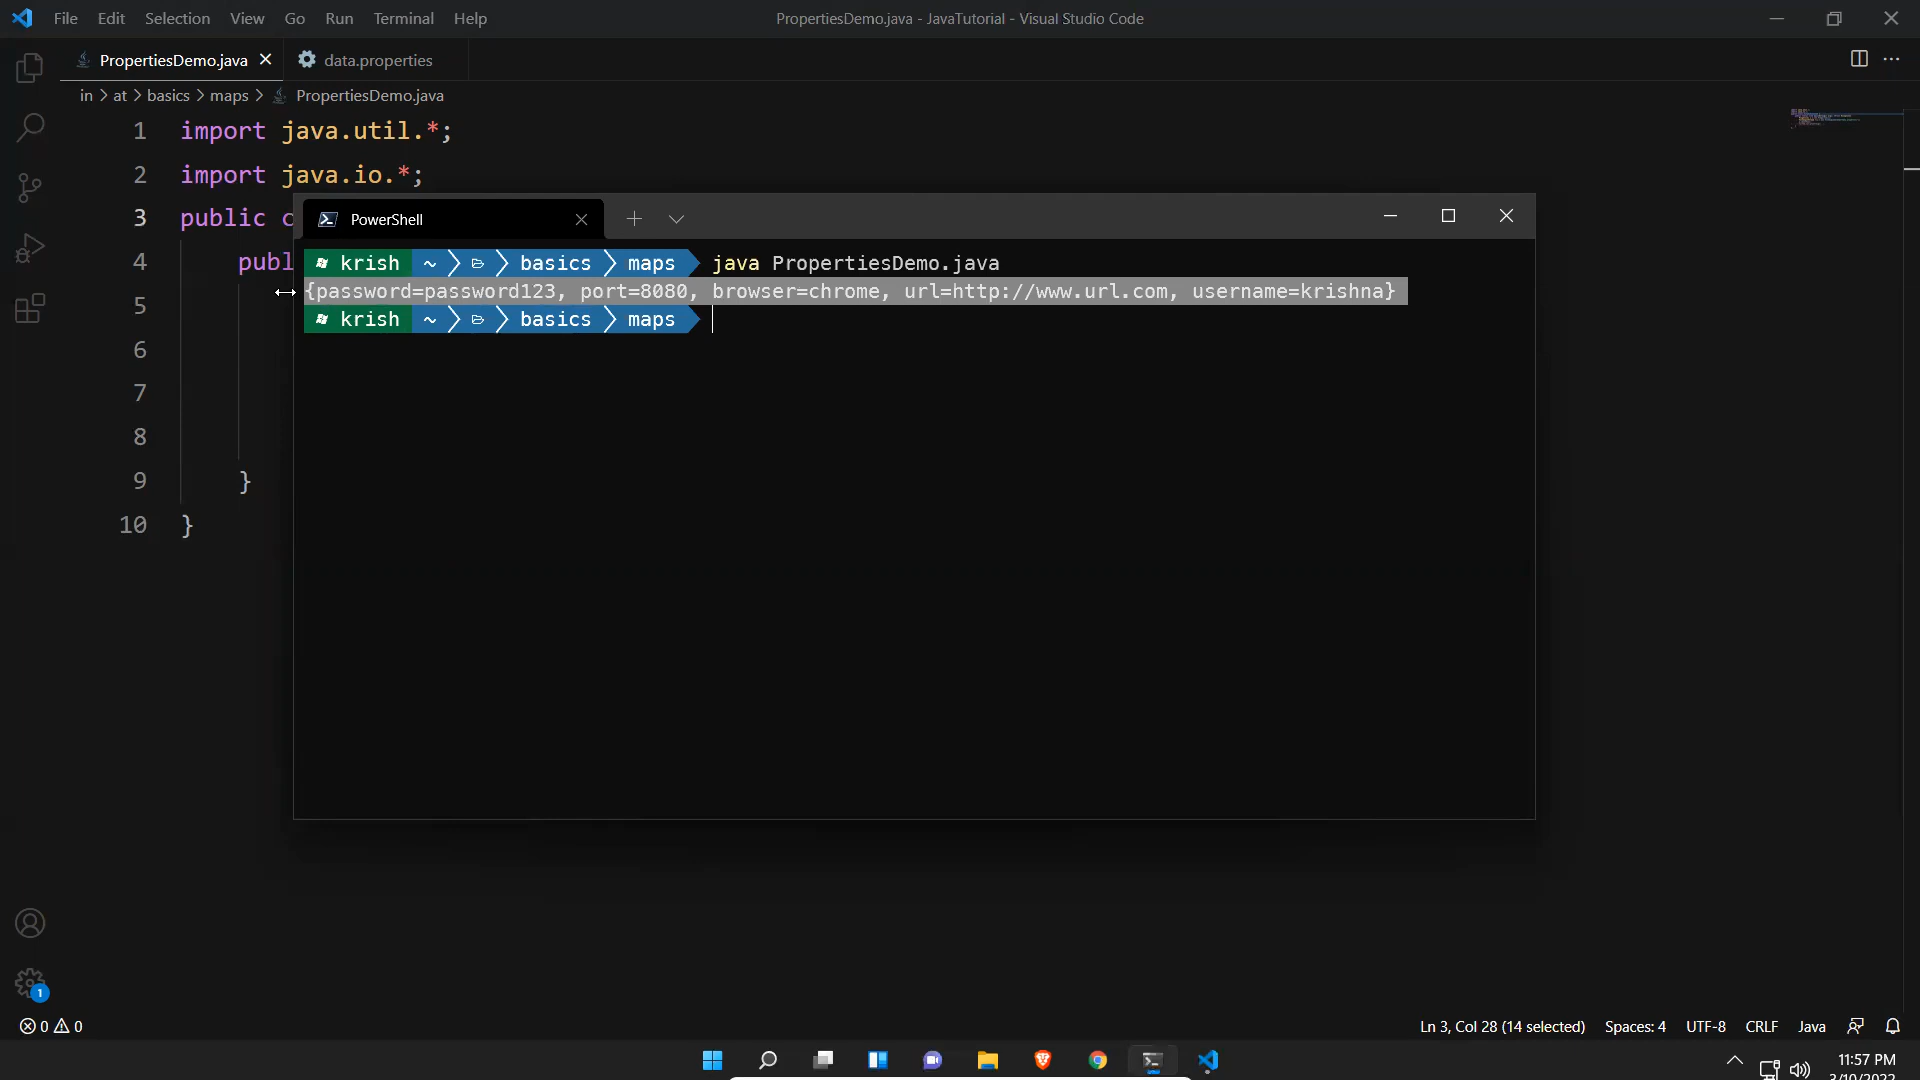 File Edit Selection View Go Run Terminal Help PropertiesDemo.java - JavaTutorial - Visual Studio Code
PropertiesDemo.java data.properties
in > at > basics > maps > PropertiesDemo.java
1 import java.util.*;
2 import java.io.*;
3 public c
4 publ
5
6
7
8
9 }
10 }
PowerShell
krish ~ basics maps java PropertiesDemo.java
{password=password123, port=8080, browser=chrome, url=http://www.url.com, username=krishna}
krish ~ basics maps
1
0 0 Ln 3, Col 28 (14 selected) Spaces: 4 UTF-8 CRLF Java
11:57 PM
3/10/2022